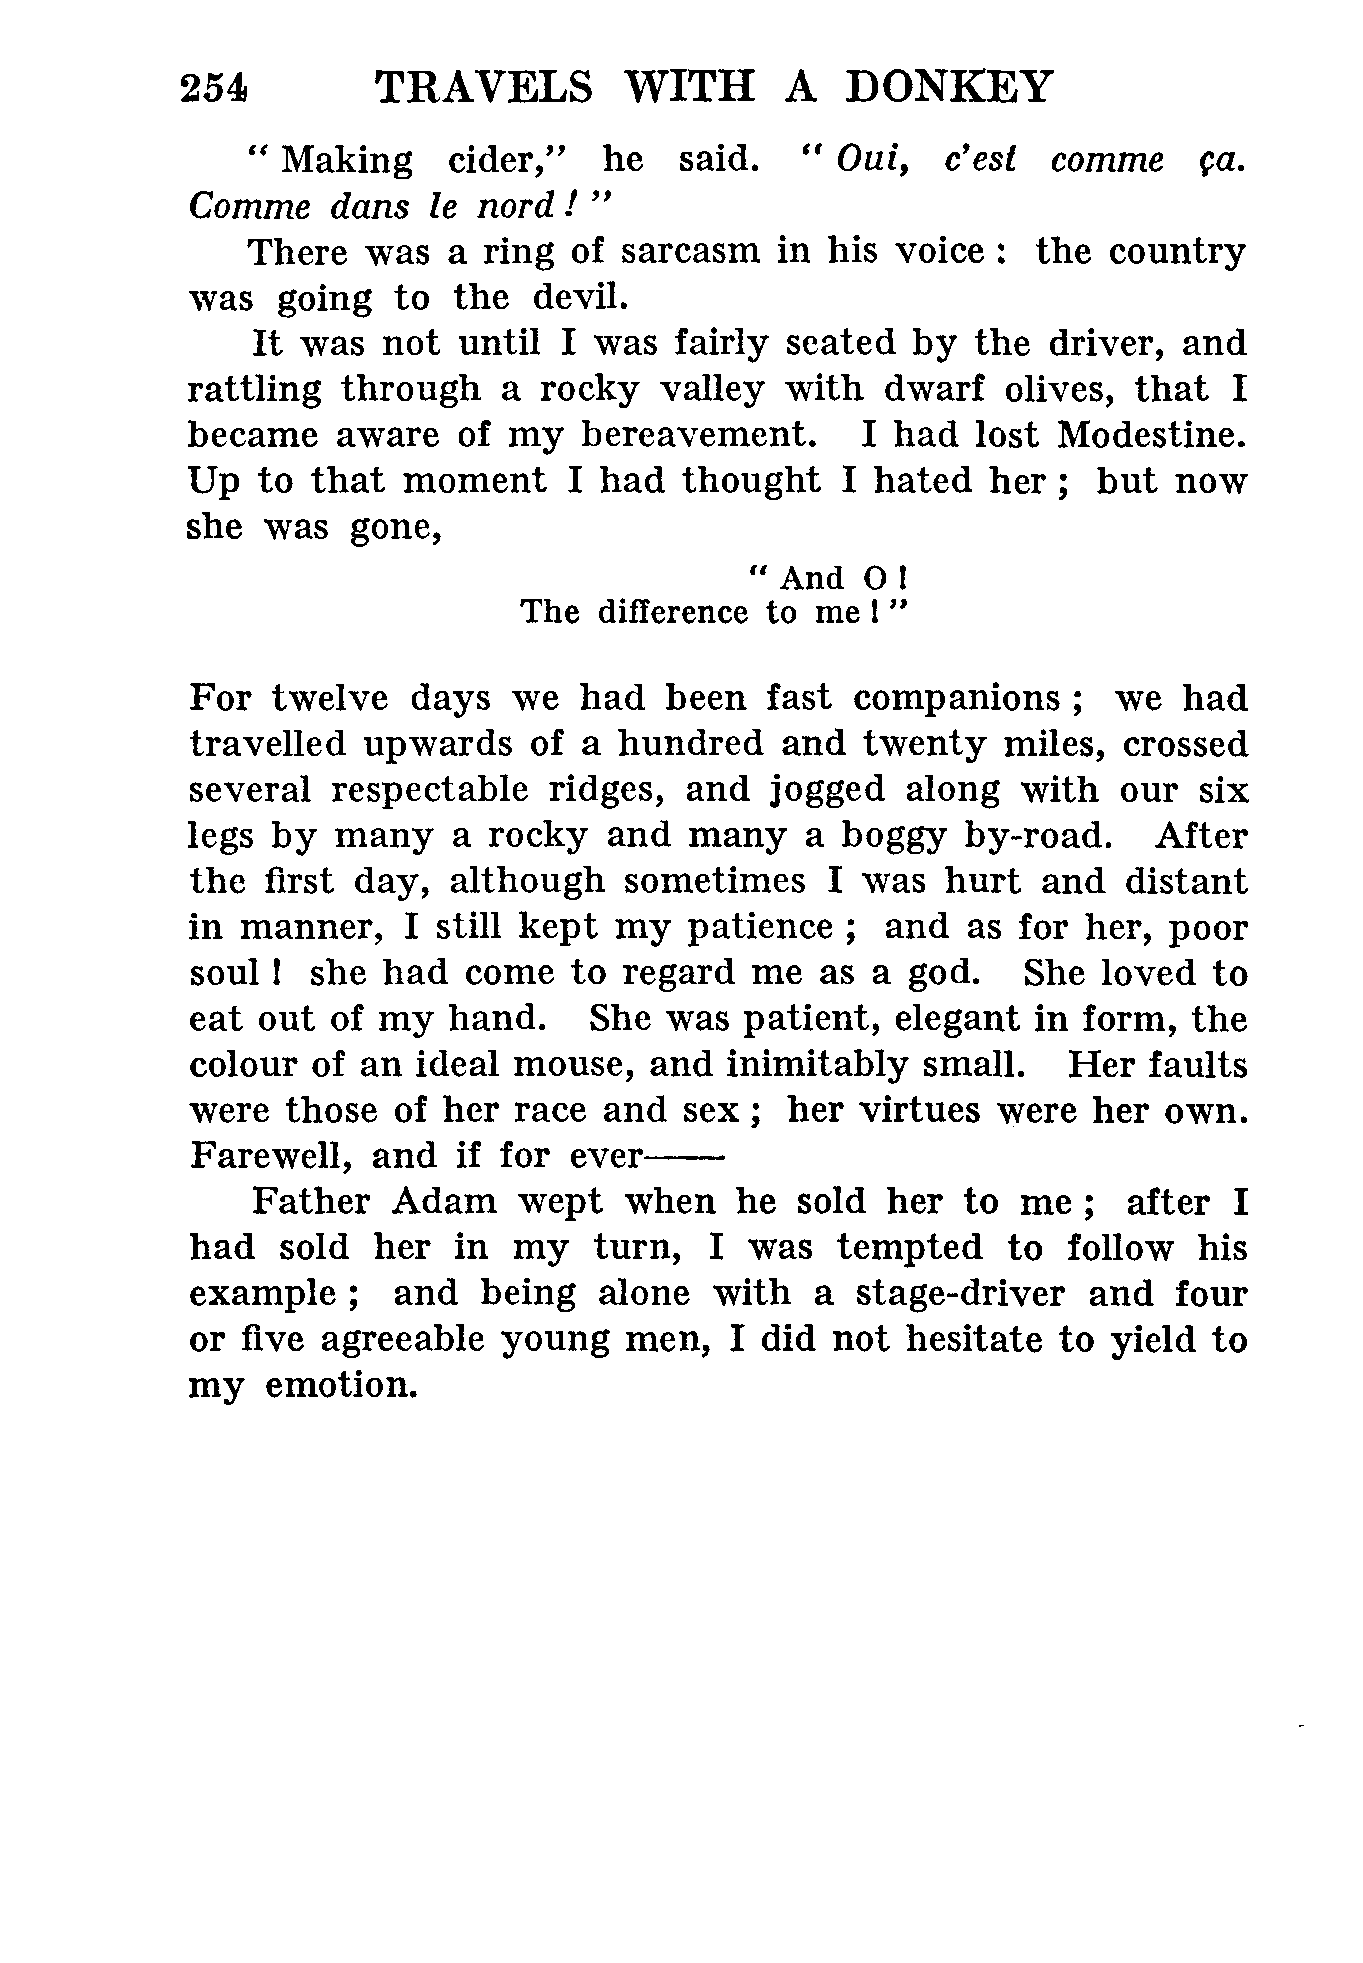 254 TRAVELS WITH A DONKEY
“ Making cider,” he said. “ Oui, c’est comme ça.
Comme dans le nord ! ”
There was a ring of sarcasm in his voice : the country
was going to the devil.
It was not until I was fairly seated by the driver, and
rattling through a rocky valley with dwarf olives, that I
became aware of my bereavement. I had lost Modestine.
Up to that moment I had thought I hated her ; but now
she was gone,
“ And O !
The difference to me ! ”
For twelve days we had been fast companions ; we had
travelled upwards of a hundred and twenty miles, crossed
several respectable ridges, and jogged along with our six
legs by many a rocky and many a boggy by-road. After
the first day, although sometimes I was hurt and distant
in manner, I still kept my patience ; and as for her, poor
soul ! she had come to regard me as a god. She loved to
eat out of my hand. She was patient, elegant in form, the
colour of an ideal mouse, and inimitably small. Her faults
were those of her race and sex ; her virtues were her own.
Farewell, and if for ever——
Father Adam wept when he sold her to me ; after I
had sold her in my turn, I was tempted to follow his
example ; and being alone with a stage-driver and four
or five agreeable young men, I did not hesitate to yield to
my emotion.